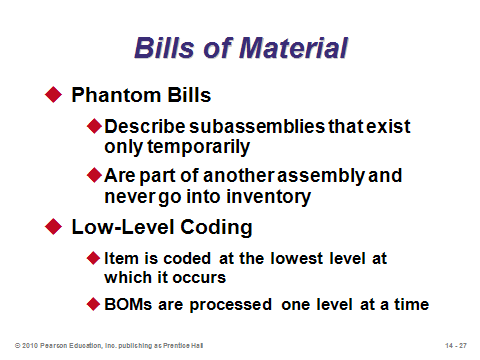 Bills of Material
Phantom Bills
Describe subassemblies that exist
only temporarily
Are part of another assembly and
never go into inventory
Low-Level Coding
Item is coded at the lowest level at
which it occurs
BOMs are processed one level at a time
© 2010 Pearson Education, Inc. publishing as Prentice Hall
14 - 27